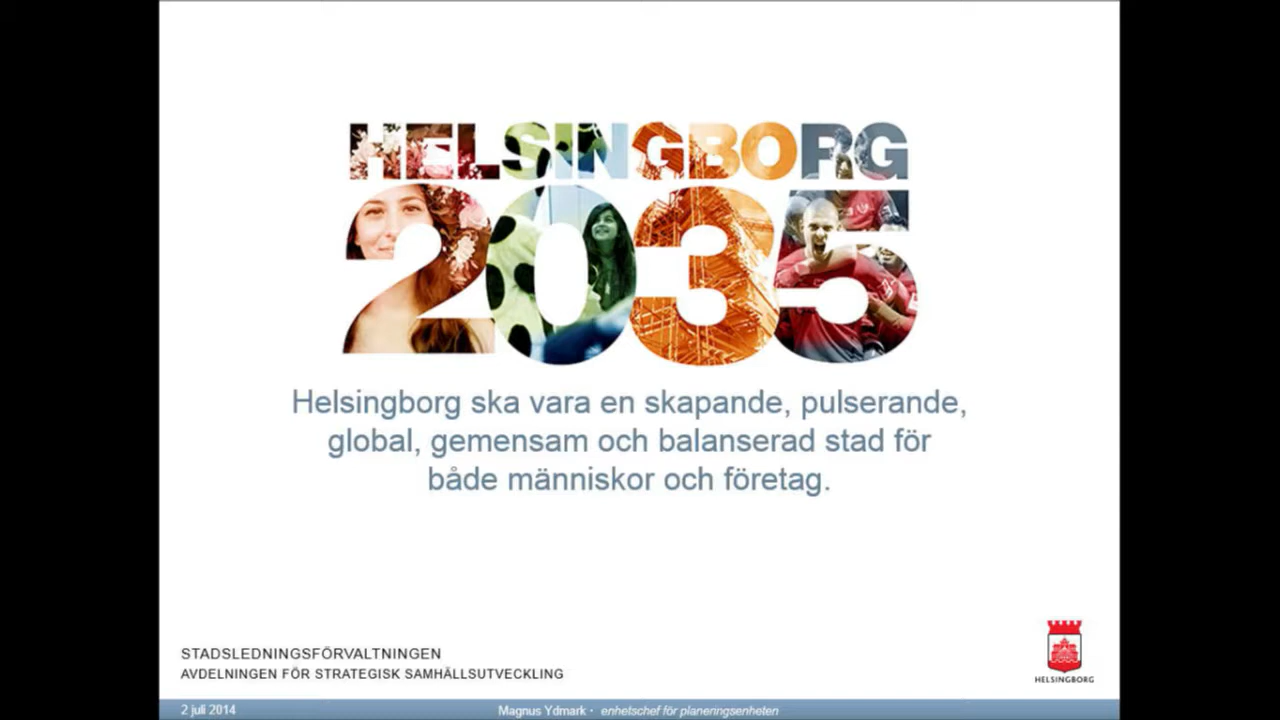 HELSINGBORG
2035
Helsingborg ska vara en skapande, pulserande,
global, gemensam och balanserad stad för
både människor och företag.
STADSLEDNINGSFÖRVALTNINGEN
AVDELNINGEN FÖR STRATEGISK SAMHÄLLSUTVECKLING
HELSINGBORG
2 juli 2014 Magnus Ydmark · enhetschef för planeringsenheten